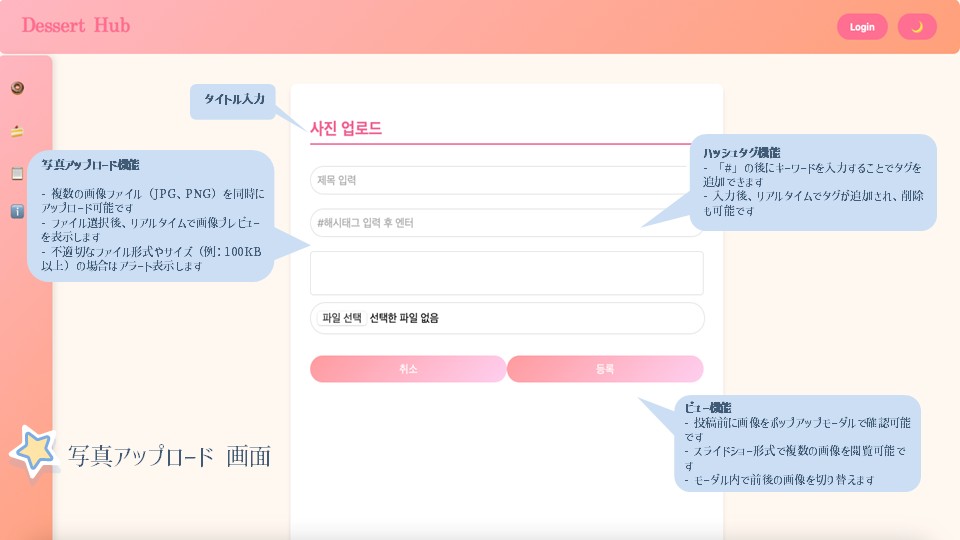 Dessert Hub
Login
タイトル入力
사진 업로드
写真アップロード機能
- 複数の画像ファイル（JPG、PNG）を同時に
アップロード可能です
- ファイル選択後、リアルタイムで画像プレビュー
を表示します
- 不適切なファイル形式やサイズ（例：100KB
以上）の場合はアラート表示します
제목 입력
#해시태그 입력 후 엔터
ハッシュタグ機能
- 「#」の後にキーワードを入力することでタグを
追加できます
- 入力後、リアルタイムでタグが追加され、削除
も可能です
파일 선택 선택한 파일 없음
취소
등록
ビュー機能
- 投稿前に画像をポップアップモーダルで確認可能
です
- スライドショー形式で複数の画像を閲覧可能で
す
- モーダル内で前後の画像を切り替えます
写真アップロード 画面